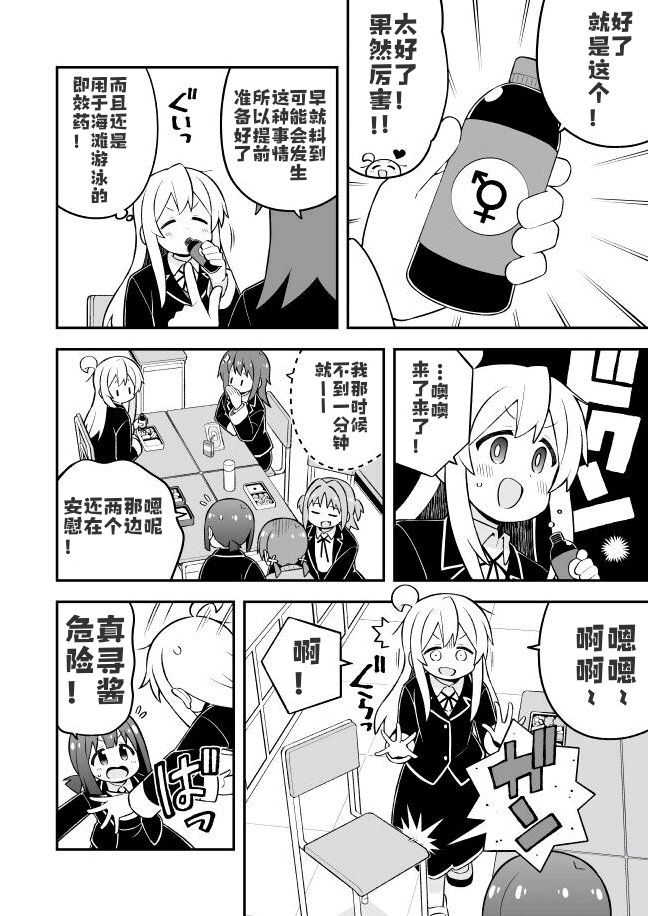 好了
就是这个！
太好了！
果然厉害!!
早就料到
可能会发生
这种事情
所以提前
准备好了
ぐいっ
而且还是
用于海滩游泳的
即效药！
…噢噢
来了来了！
ドクン
我那时候
不到一分钟
就——
嗯呢
那边
两个
还在
安慰！
嗯嗯~
啊啊~
ガン
ぐらっ
啊！
真寻酱
危险！
ばっ